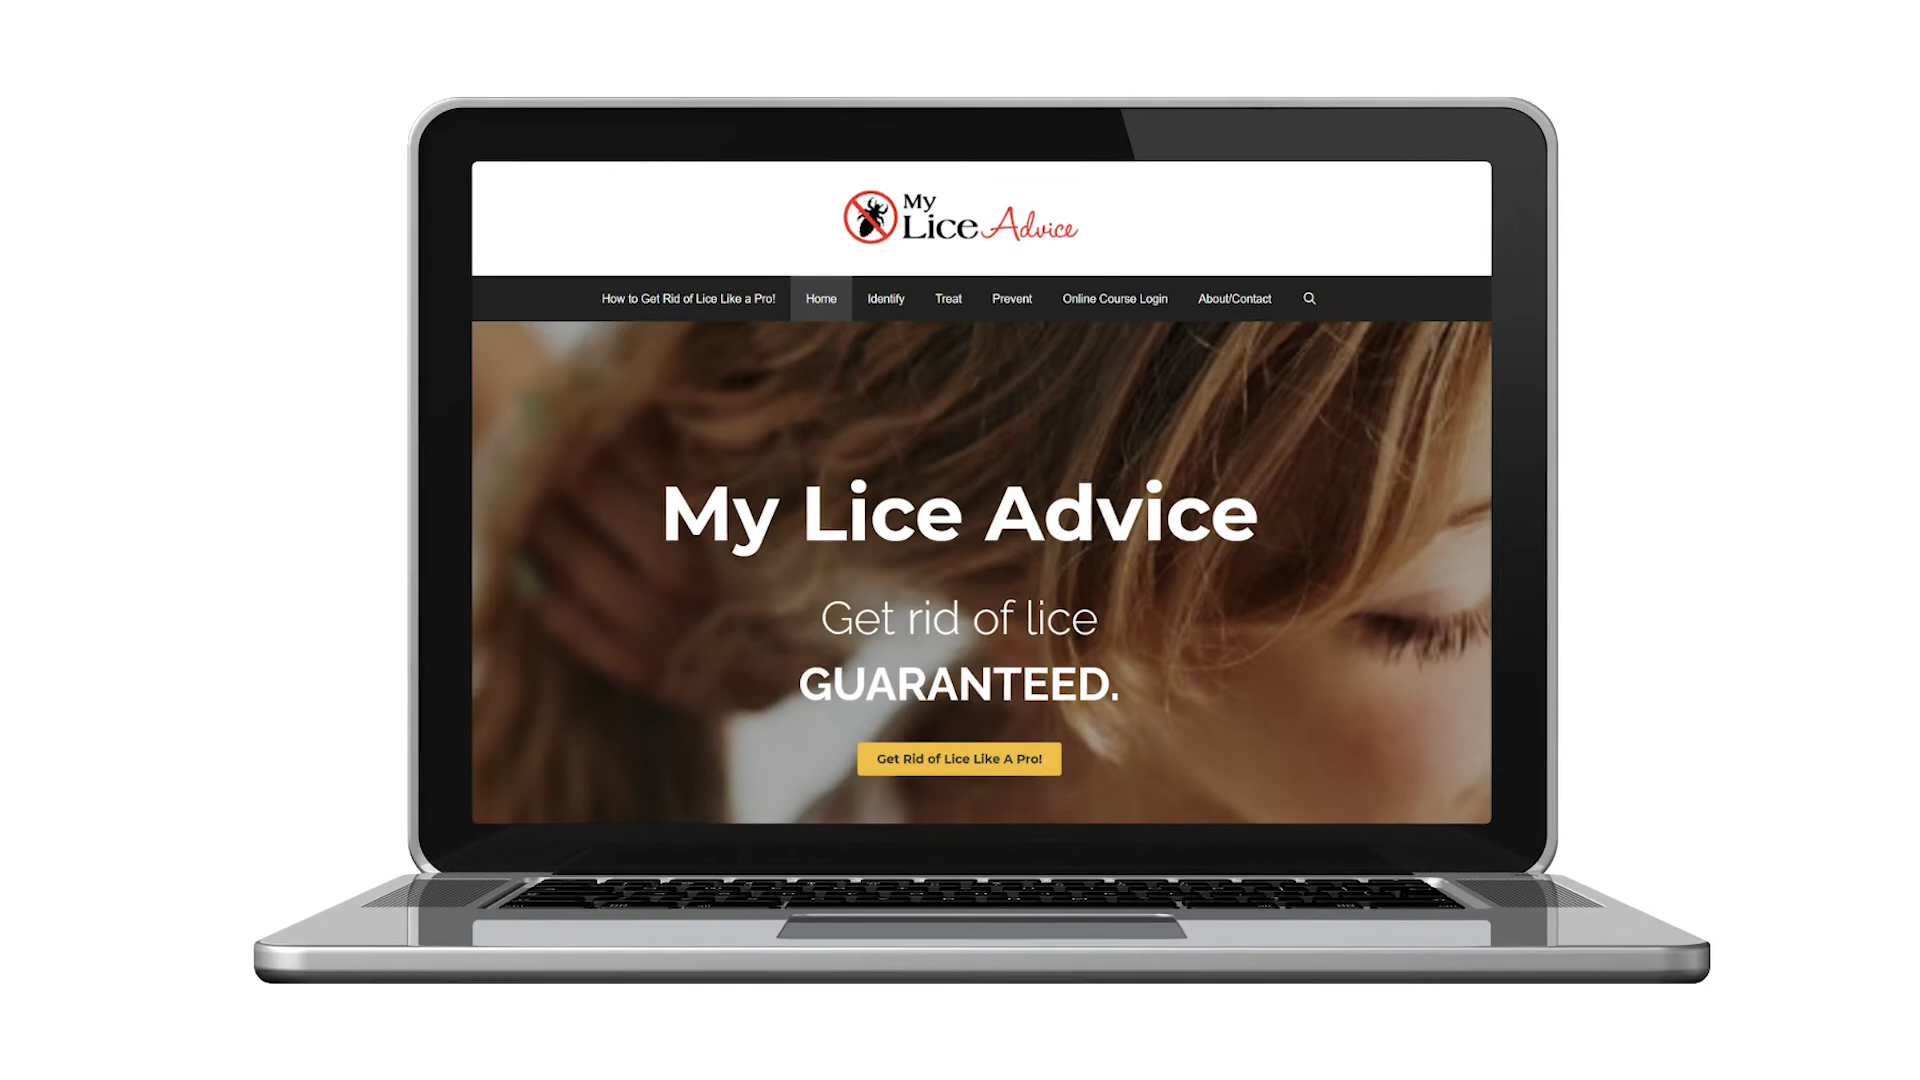 My
Lice Advice
How to Get Rid of Lice Like a Pro! Home Identify Treat Prevent Online Course Login About/Contact
My Lice Advice
Get rid of lice
GUARANTEED.
Get Rid of Lice Like A Pro!